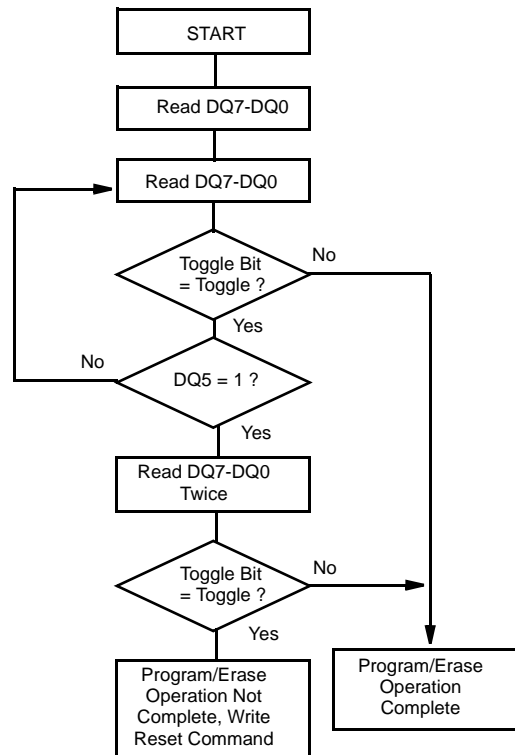 START
Read DQ7-DQ0
Read DQ7-DQ0
Toggle Bit
= Toggle ?
No
Yes
No
DQ5 = 1 ?
Yes
Read DQ7-DQ0
Twice
Toggle Bit
= Toggle ?
No
Yes
Program/Erase
Operation Not
Complete, Write
Reset Command
Program/Erase
Operation
Complete